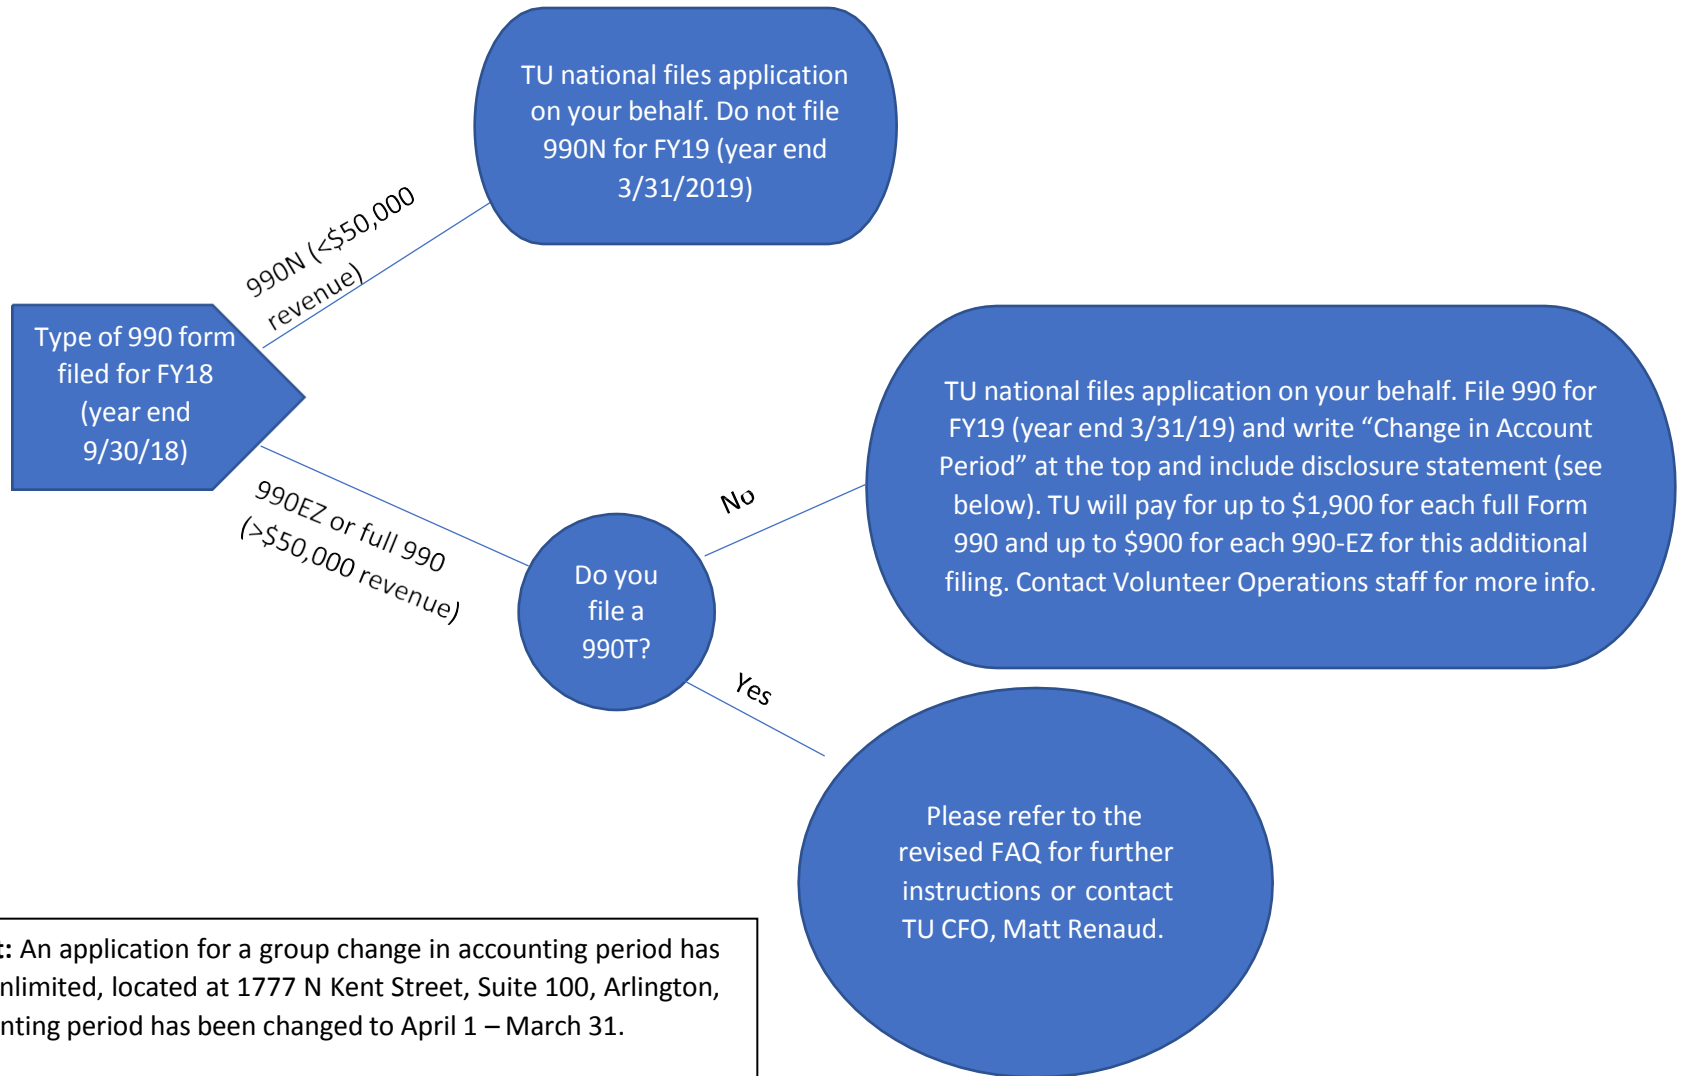 TU national files application
on your behalf. Do not file
990N for FY19 (year end
3/31/2019)
990N (<$50,000
revenue)
Type of 990 form
filed for FY18
(year end
9/30/18)
990EZ or full 990
(>$50,000 revenue)
Do you
file a
990T?
No
TU national files application on your behalf. File 990 for
FY19 (year end 3/31/19) and write “Change in Account
Period” at the top and include disclosure statement (see
below). TU will pay for up to $1,900 for each full Form
990 and up to $900 for each 990-EZ for this additional
filing. Contact Volunteer Operations staff for more info.
Yes
Please refer to the
revised FAQ for further
instructions or contact
TU CFO, Matt Renaud.
t: An application for a group change in accounting period has
nlimited, located at 1777 N Kent Street, Suite 100, Arlington,
nting period has been changed to April 1 – March 31.